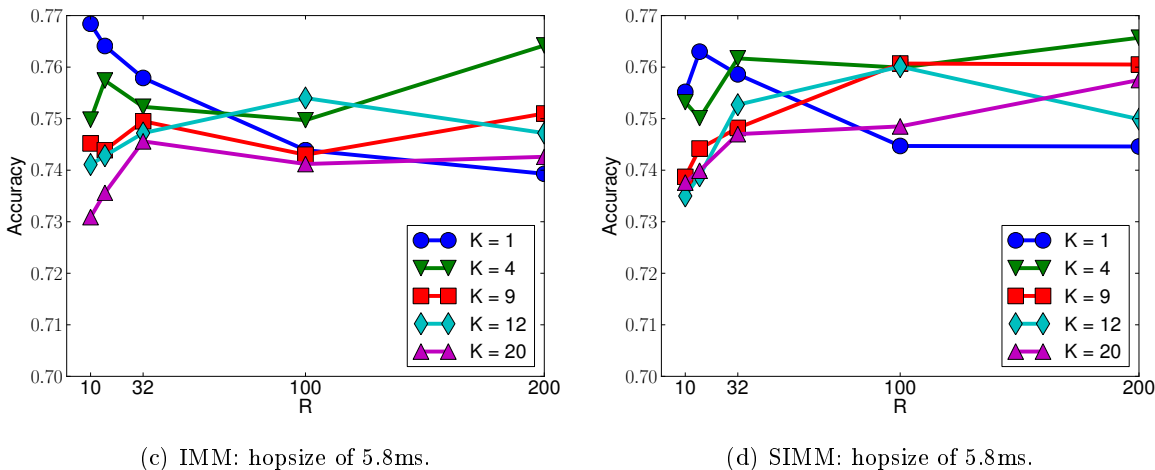 0.77
0.76
0.75
0.74
0.73
0.72
0.71
0.70
Accuracy
10
32
100
200
R
K = 1
K = 4
K = 9
K = 12
K = 20
(c) IMM: hopsize of 5.8ms.
0.77
0.76
0.75
0.74
0.73
0.72
0.71
0.70
Accuracy
10
32
100
200
R
K = 1
K = 4
K = 9
K = 12
K = 20
(d) SIMM: hopsize of 5.8ms.